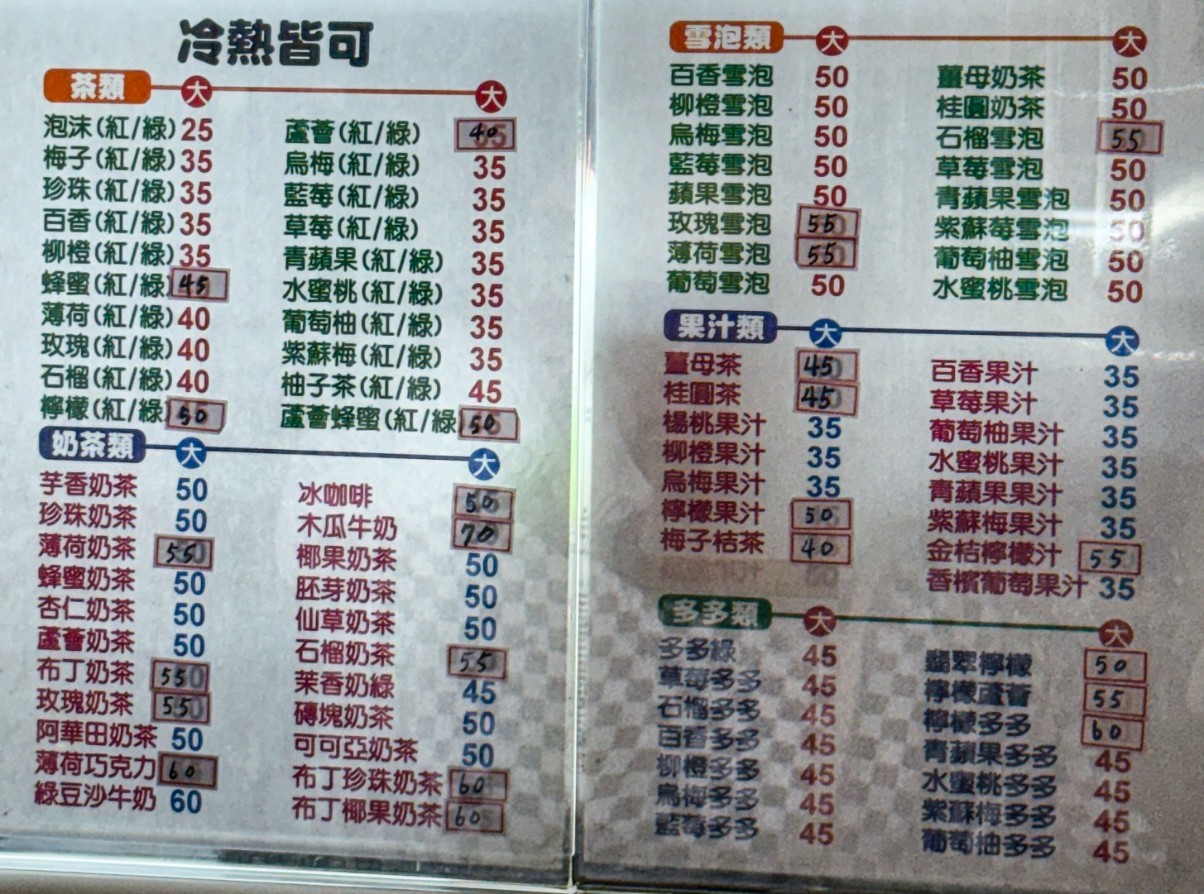 冷熱皆可
茶類 大 大
泡沫(紅/綠) 25
梅子(紅/綠) 35
珍珠(紅/綠) 35
百香(紅/綠) 35
柳橙(紅/綠) 35
蜂蜜(紅/綠) 45
薄荷(紅/綠) 40
玫瑰(紅/綠) 40
石榴(紅/綠) 40
檸檬(紅/綠 50
蘆薈(紅/綠) 40
烏梅(紅/綠) 35
藍莓(紅/綠) 35
草莓(紅/綠) 35
青蘋果(紅/綠) 35
水蜜桃(紅/綠) 35
葡萄柚(紅/綠) 35
紫蘇梅(紅/綠) 35
柚子茶(紅/綠) 45
蘆薈蜂蜜(紅/綠 50
奶茶類 大 大
芋香奶茶 50
珍珠奶茶 50
薄荷奶茶 55
蜂蜜奶茶 50
杏仁奶茶 50
蘆薈奶茶 50
布丁奶茶 55
玫瑰奶茶 55
阿華田奶茶 50
薄荷巧克力 60
綠豆沙牛奶 60
冰咖啡 50
木瓜牛奶 70
椰果奶茶 50
胚芽奶茶 50
仙草奶茶 50
石榴奶茶 55
茉香奶綠 45
磚塊奶茶 50
可可亞奶茶 50
布丁珍珠奶茶 60
布丁椰果奶茶 60
雪泡類 大 大
百香雪泡 50
柳橙雪泡 50
烏梅雪泡 50
藍莓雪泡 50
蘋果雪泡 50
玫瑰雪泡 55
薄荷雪泡 55
葡萄雪泡 50
薑母奶茶 50
桂圓奶茶 50
石榴雪泡 55
草莓雪泡 50
青蘋果雪泡 50
紫蘇莓雪泡 50
葡萄柚雪泡 50
水蜜桃雪泡 50
果汁類 大 大
薑母茶 45
桂圓茶 45
楊桃果汁 35
柳橙果汁 35
烏梅果汁 35
檸檬果汁 50
梅子桔茶 40
百香果汁 35
草莓果汁 35
葡萄柚果汁 35
水蜜桃果汁 35
青蘋果果汁 35
紫蘇梅果汁 35
金桔檸檬汁 55
香檳葡萄果汁 35
多多類 大 大
多多綠 45
草莓多多 45
石榴多多 45
百香多多 45
柳橙多多 45
烏梅多多 45
藍莓多多 45
翡翠檸檬 50
檸檬蘆薈 55
檸檬多多 60
青蘋果多多 45
水蜜桃多多 45
紫蘇梅多多 45
葡萄柚多多 45